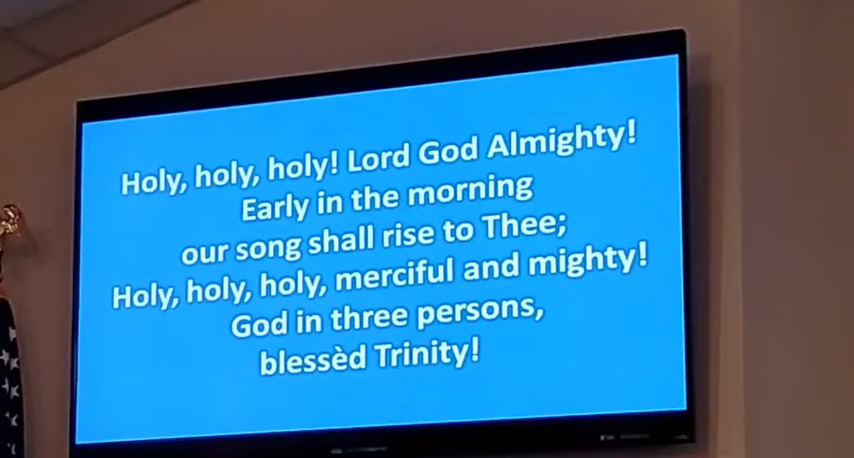 Holy, holy, holy! Lord God Almighty!
Early in the morning
our song shall rise to Thee;
Holy, holy, holy, merciful and mighty!
God in three persons,
blessèd Trinity!